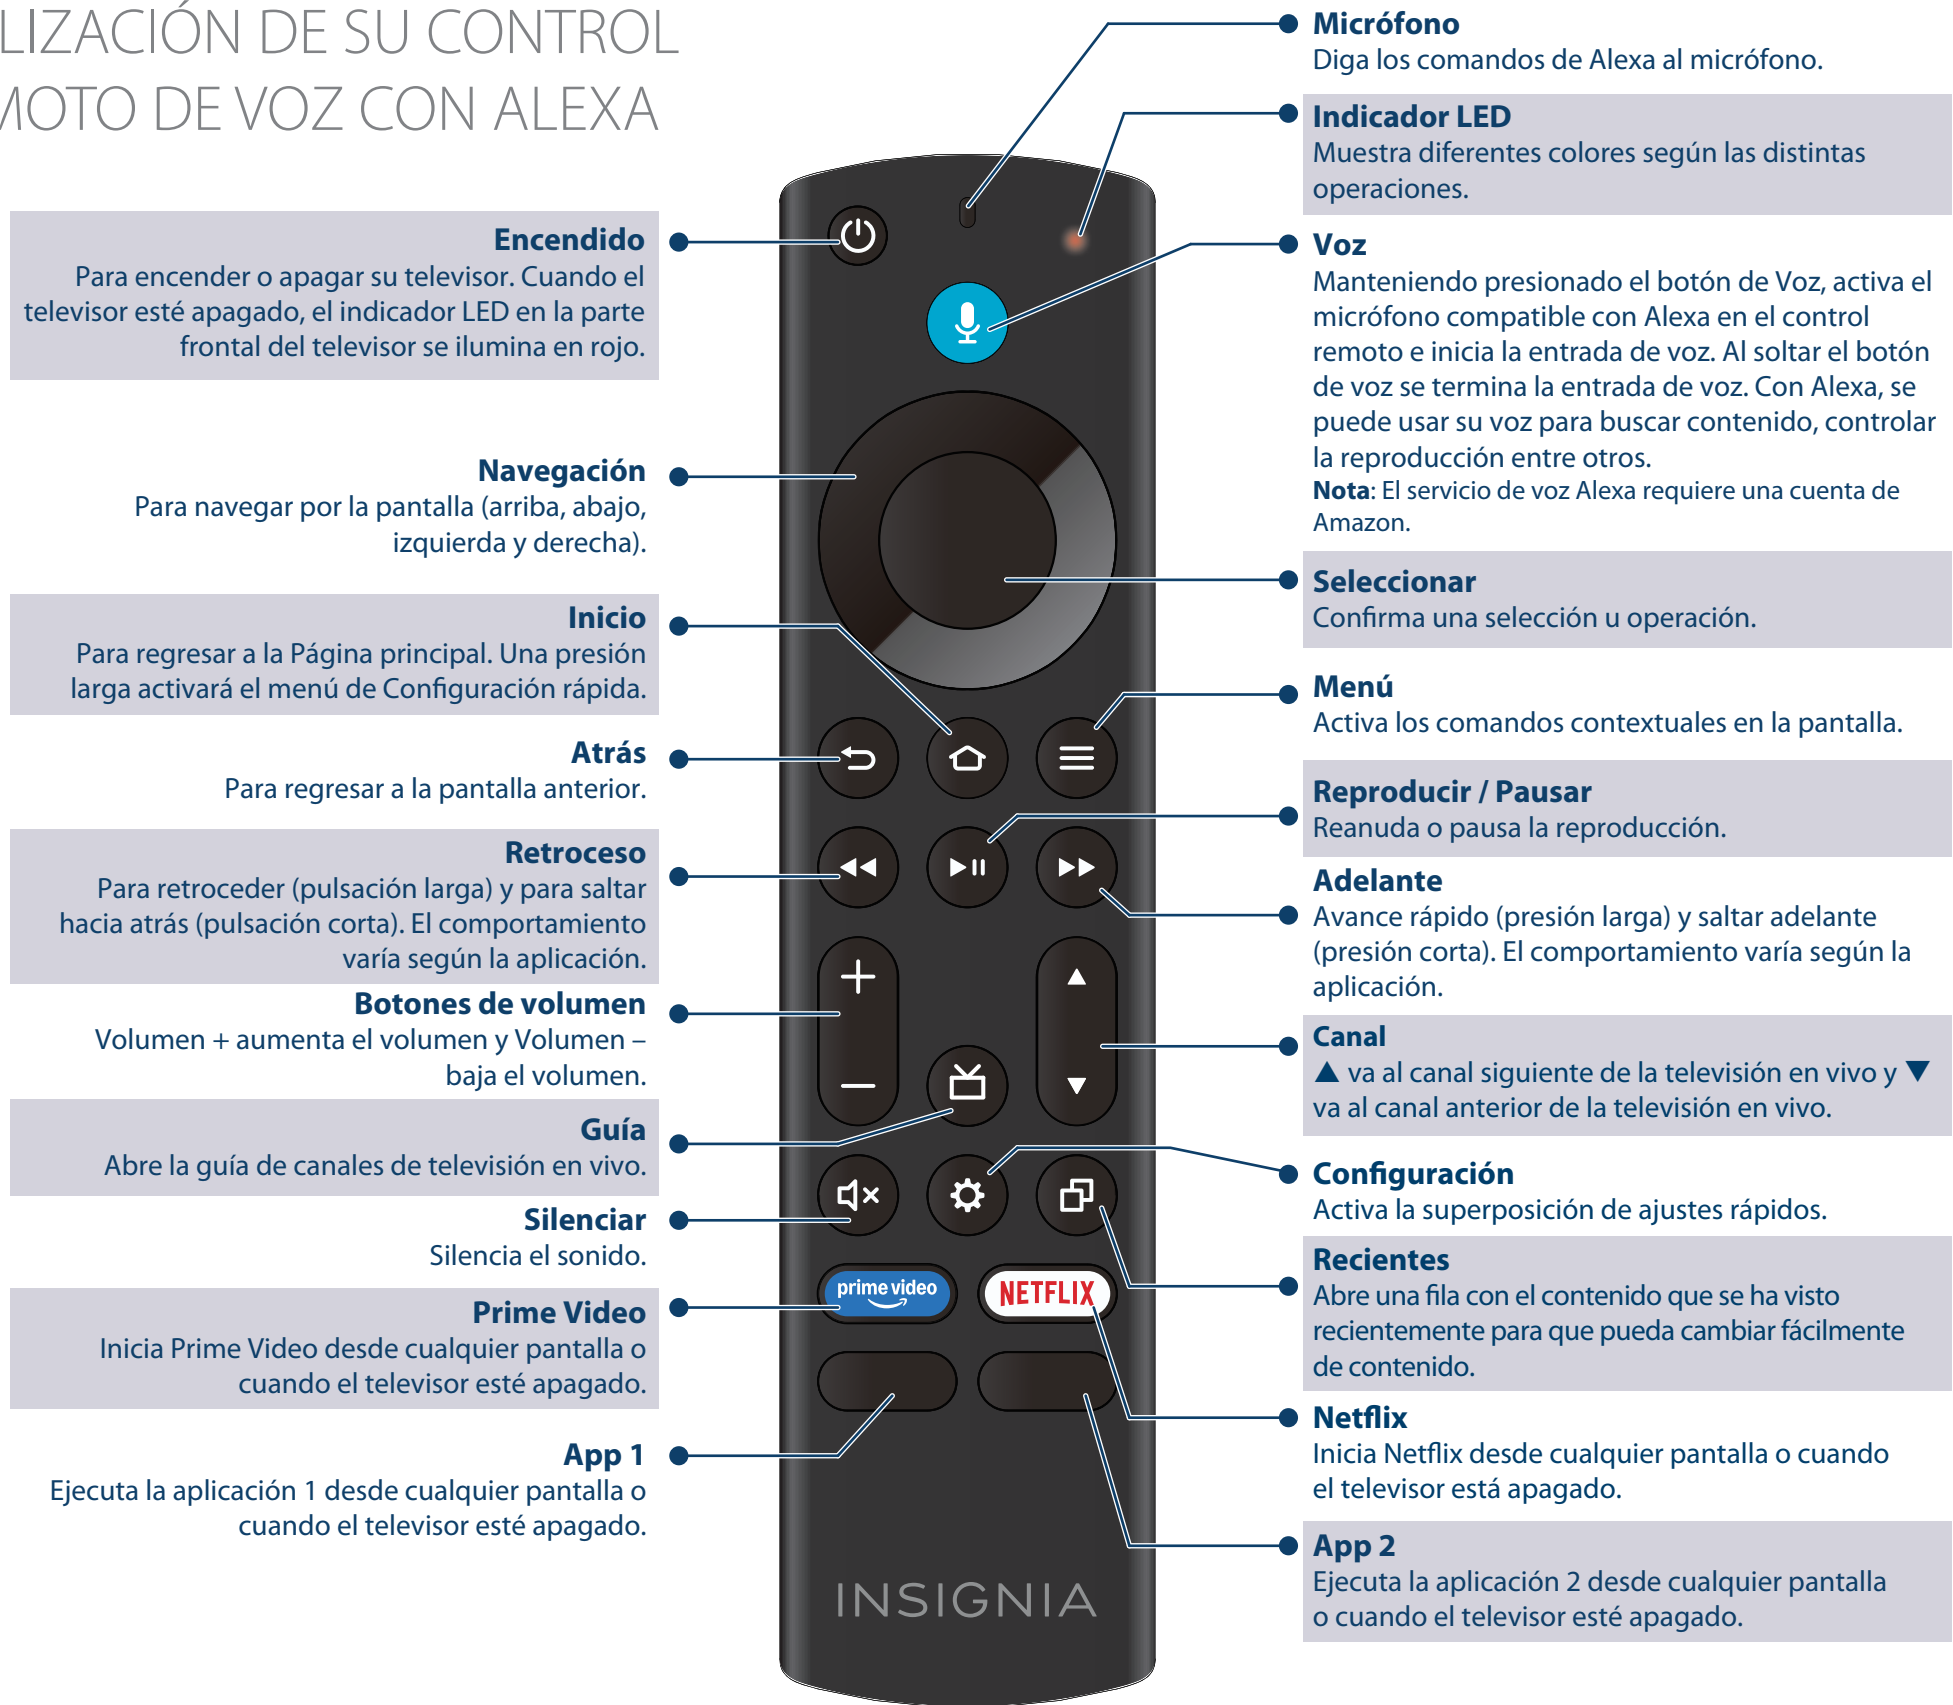 LIZACIÓN DE SU CONTROL
MOTO DE VOZ CON ALEXA
Encendido
Para encender o apagar su televisor. Cuando el
televisor esté apagado, el indicador LED en la parte
frontal del televisor se ilumina en rojo.
Navegación
Para navegar por la pantalla (arriba, abajo,
izquierda y derecha).
Inicio
Para regresar a la Página principal. Una presión
larga activará el menú de Configuración rápida.
Atrás
Para regresar a la pantalla anterior.
Retroceso
Para retroceder (pulsación larga) y para saltar
hacia atrás (pulsación corta). El comportamiento
varía según la aplicación.
Botones de volumen
Volumen + aumenta el volumen y Volumen –
baja el volumen.
Guía
Abre la guía de canales de televisión en vivo.
Silenciar
Silencia el sonido.
Prime Video
Inicia Prime Video desde cualquier pantalla o
cuando el televisor esté apagado.
App 1
Ejecuta la aplicación 1 desde cualquier pantalla o
cuando el televisor esté apagado.
prime video
NETFLIX
INSIGNIA
Micrófono
Diga los comandos de Alexa al micrófono.
Indicador LED
Muestra diferentes colores según las distintas
operaciones.
Voz
Manteniendo presionado el botón de Voz, activa el
micrófono compatible con Alexa en el control
remoto e inicia la entrada de voz. Al soltar el botón
de voz se termina la entrada de voz. Con Alexa, se
puede usar su voz para buscar contenido, controlar
la reproducción entre otros.
Nota: El servicio de voz Alexa requiere una cuenta de
Amazon.
Seleccionar
Confirma una selección u operación.
Menú
Activa los comandos contextuales en la pantalla.
Reproducir / Pausar
Reanuda o pausa la reproducción.
Adelante
Avance rápido (presión larga) y saltar adelante
(presión corta). El comportamiento varía según la
aplicación.
Canal
▲ va al canal siguiente de la televisión en vivo y ▼
va al canal anterior de la televisión en vivo.
Configuración
Activa la superposición de ajustes rápidos.
Recientes
Abre una fila con el contenido que se ha visto
recientemente para que pueda cambiar fácilmente
de contenido.
Netflix
Inicia Netflix desde cualquier pantalla o cuando
el televisor está apagado.
App 2
Ejecuta la aplicación 2 desde cualquier pantalla
o cuando el televisor esté apagado.